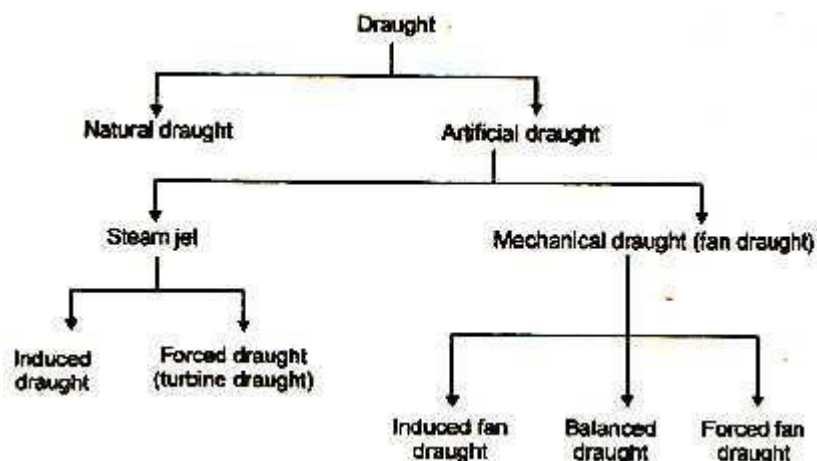 Draught
Natural draught
Artificial draught
Steam jet
Mechanical draught (fan draught)
Induced
draught
Forced draught
(turbine draught)
Induced fan
draught
Balanced
draught
Forced fan
draught